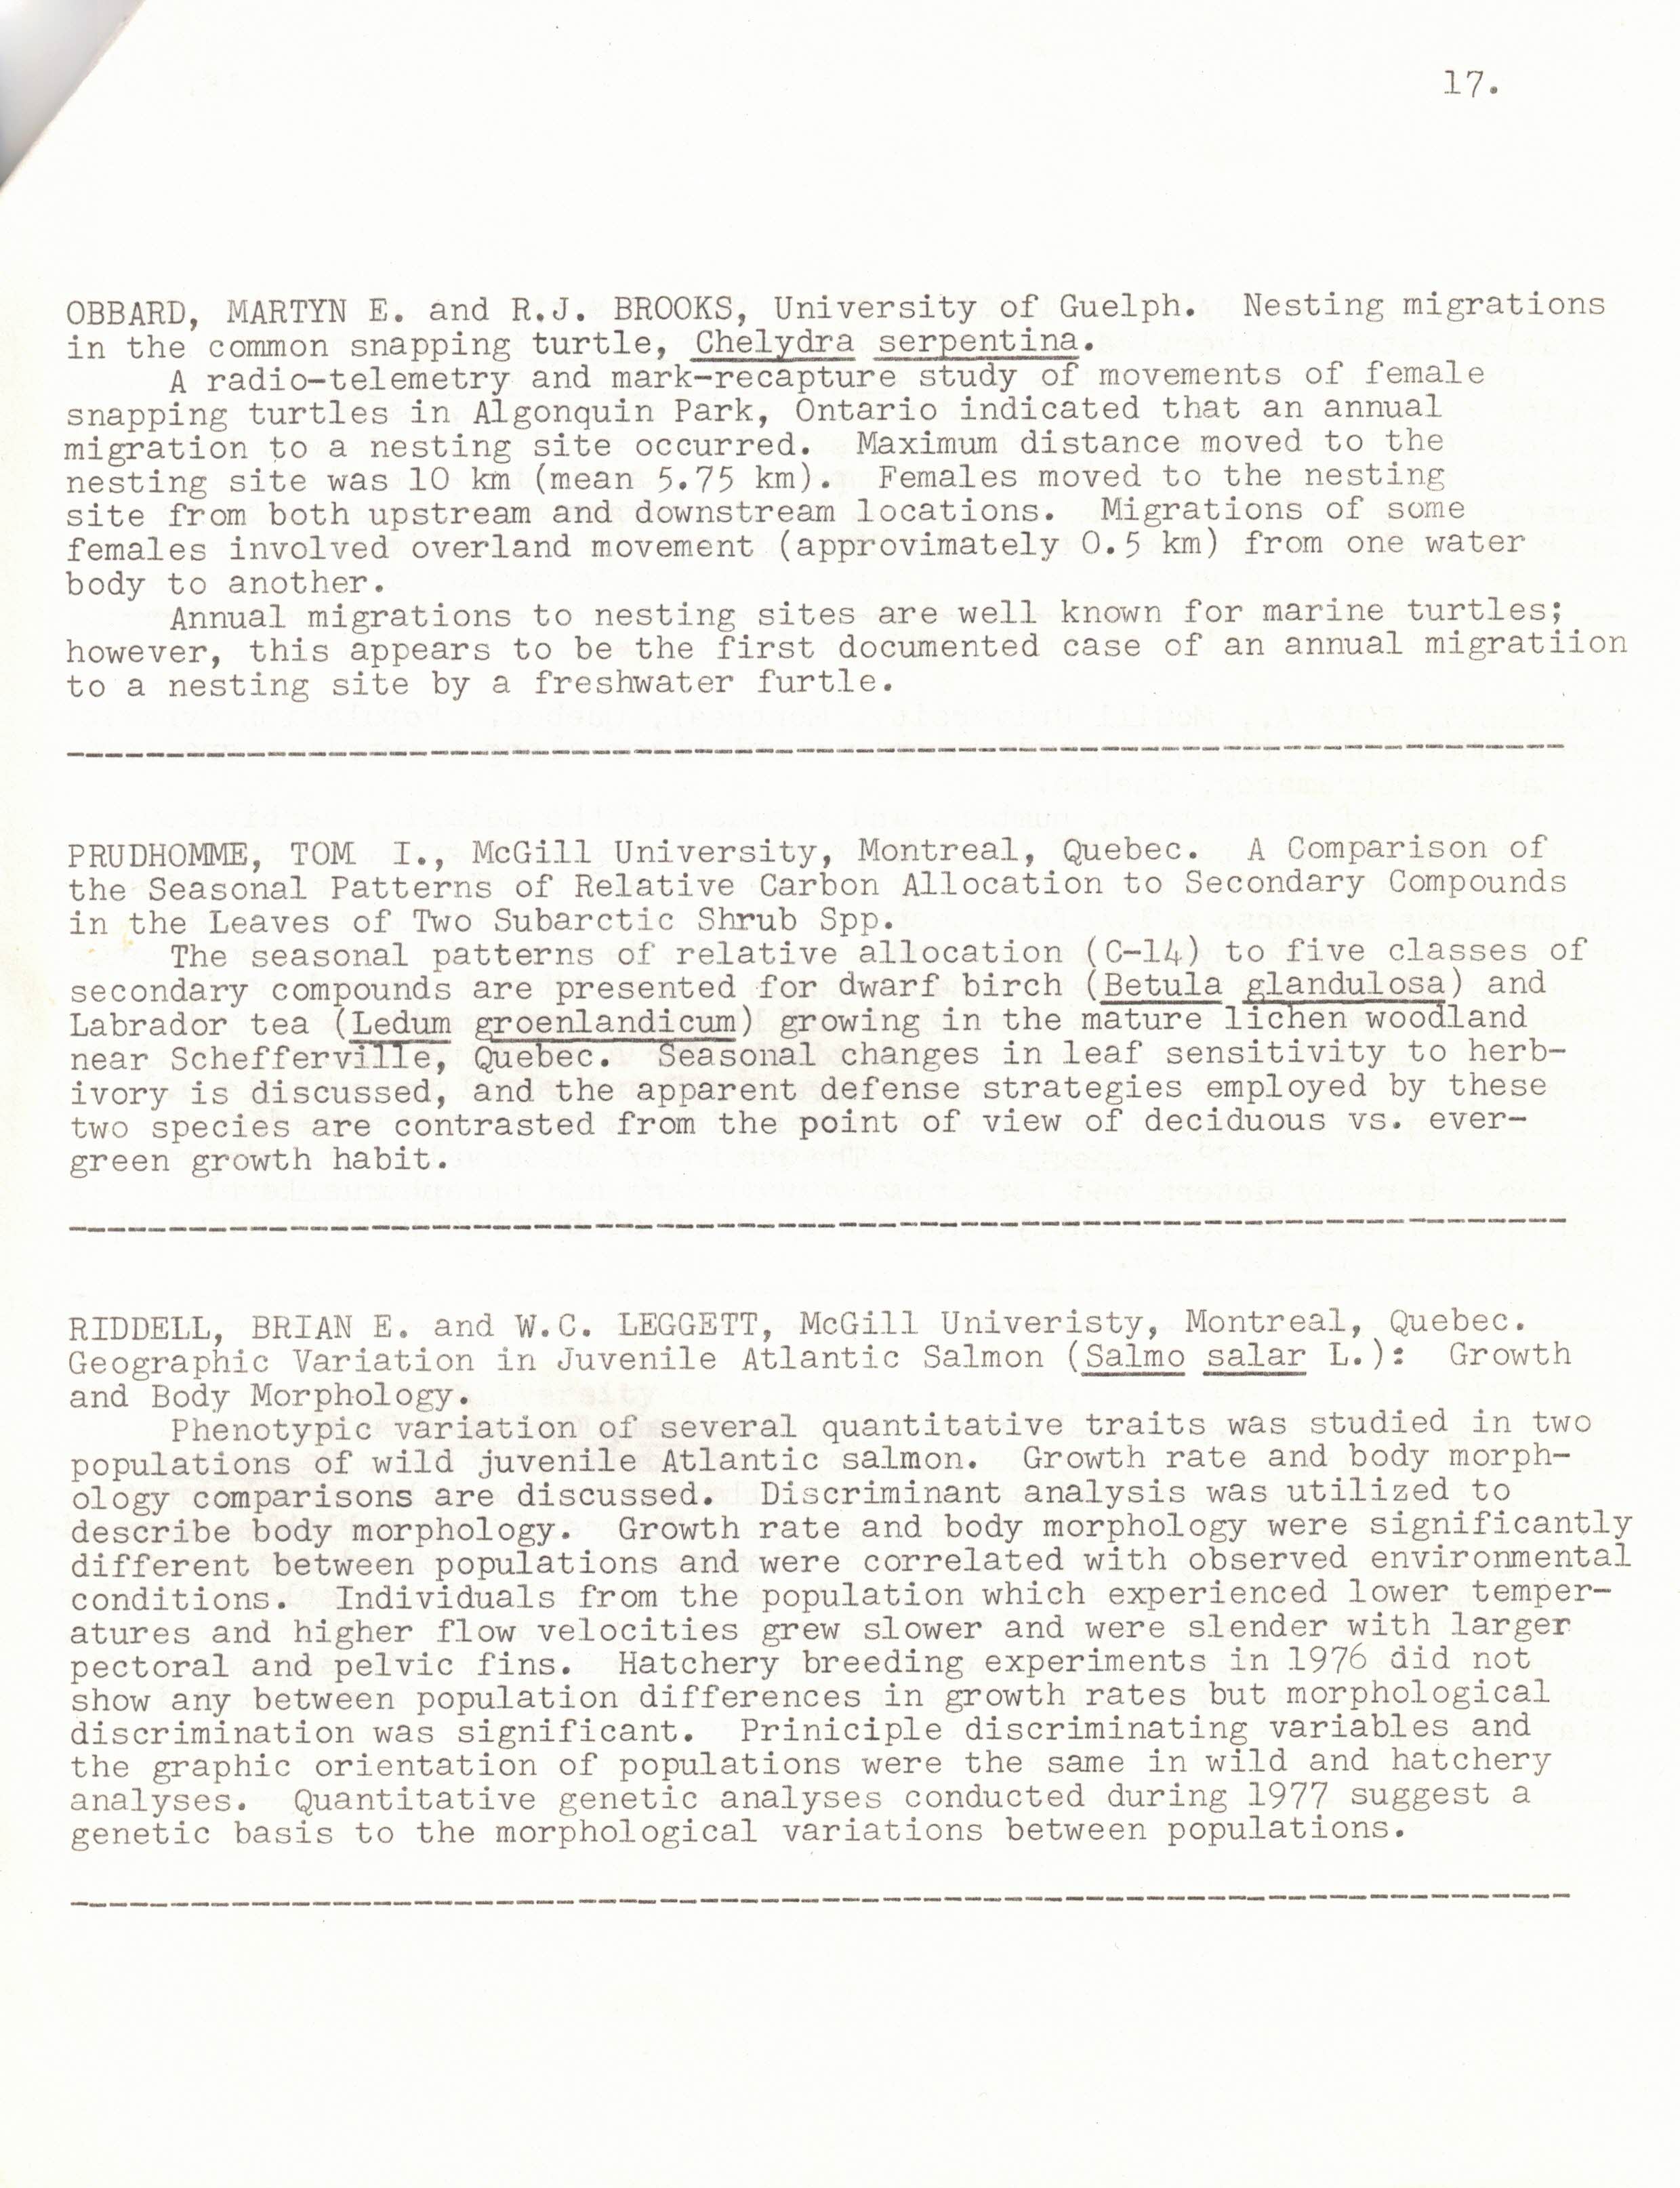 17.
OBBARD, MARTYN E. and R.J. BROOKS, University of Guelph. Nesting migrations
in the common snapping turtle, Chelydra serpentina.
A radio-telemetry and mark-recapture study of movements of female
snapping turtles in Algonquin Park, Ontario indicated that an annual
migration to a nesting site occurred. Maximum distance moved to the
nesting site was 10 km (mean 5.75 km). Females moved to the nesting
site from both upstream and downstream locations. Migrations of some
females involved overland movement (approvimately 0.5 km) from one water
body to another.
Annual migrations to nesting sites are well known for marine turtles;
however, this appears to be the first documented case of an annual migratiion
to a nesting site by a freshwater furtle.
PRUDHOMME, TOM I., McGill University, Montreal, Quebec. A Comparison of
the Seasonal Patterns of Relative Carbon Allocation to Secondary Compounds
in the Leaves of Two Subarctic Shrub Spp.
The seasonal patterns of relative allocation (C-14) to five classes of
secondary compounds are presented for dwarf birch (Betula glandulosa) and
Labrador tea (Ledum groenlandicum) growing in the mature lichen woodland
near Schefferville, Quebec. Seasonal changes in leaf sensitivity to herb-
ivory is discussed, and the apparent defense strategies employed by these
two species are contrasted from the point of view of deciduous vs. ever-
green growth habit.
RIDDELL, BRIAN E. and W.C. LEGGETT, McGill Univeristy, Montreal, Quebec.
Geographic Variation in Juvenile Atlantic Salmon (Salmo salar L.): Growth
and Body Morphology.
Phenotypic variation of several quantitative traits was studied in two
populations of wild juvenile Atlantic salmon. Growth rate and body morph-
ology comparisons are discussed. Discriminant analysis was utilized to
describe body morphology. Growth rate and body morphology were significantly
different between populations and were correlated with observed environmental
conditions. Individuals from the population which experienced lower temper-
atures and higher flow velocities grew slower and were slender with larger
pectoral and pelvic fins. Hatchery breeding experiments in 1976 did not
show any between population differences in growth rates but morphological
discrimination was significant. Priniciple discriminating variables and
the graphic orientation of populations were the same in wild and hatchery
analyses. Quantitative genetic analyses conducted during 1977 suggest a
genetic basis to the morphological variations between populations.